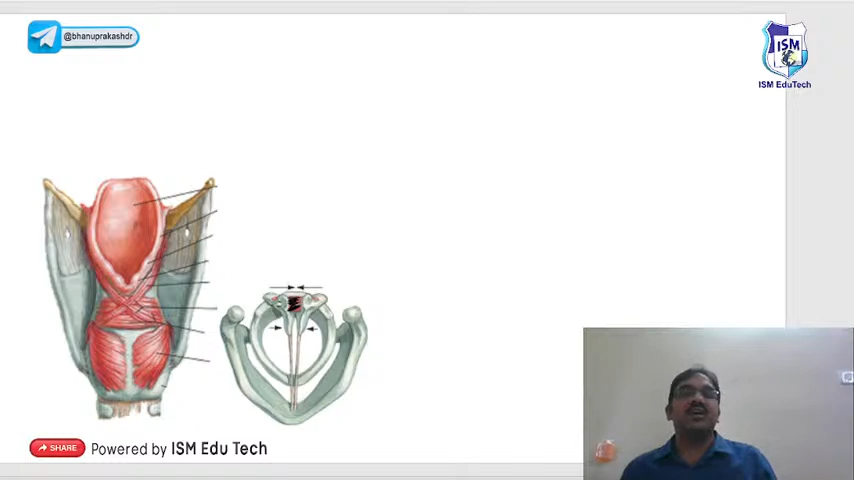 @bhanuprakashdr
ISM
ISM EduTech
SHARE
Powered by ISM Edu Tech